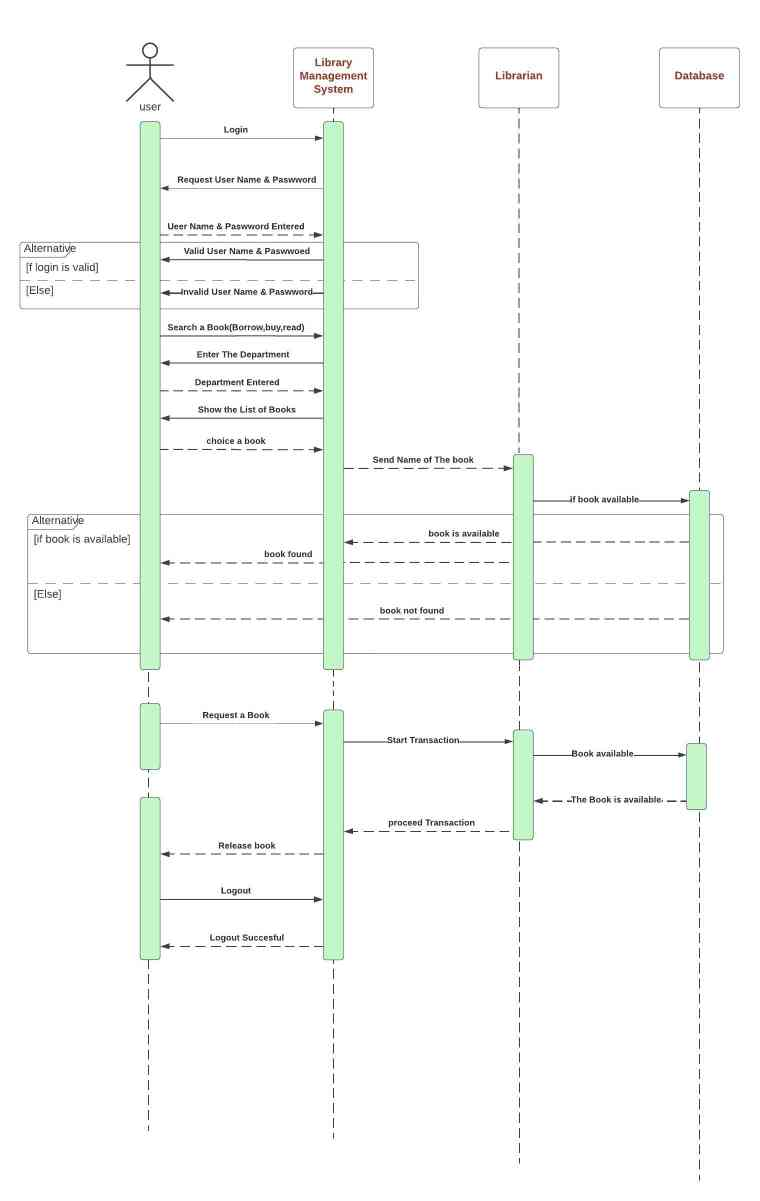 Library
Management
System
Librarian
Database
user
Login
Request User Name & Paswword
Ueer Name & Paswword Entered
Alternative
Valid User Name & Paswwoed
[f login is valid]
[Else]
Invalid User Name & Paswword
Search a Book(Borrow,buy,read)
Enter The Department
Department Entered
Show the List of Books
choice a book
Send Name of The book
if book available
Alternative
book is available
[if book is available]
book found
[Else]
book not found
Request a Book
Start Transaction
Book available
The Book is available
proceed Transaction
Release book
Logout
Logout Succesful